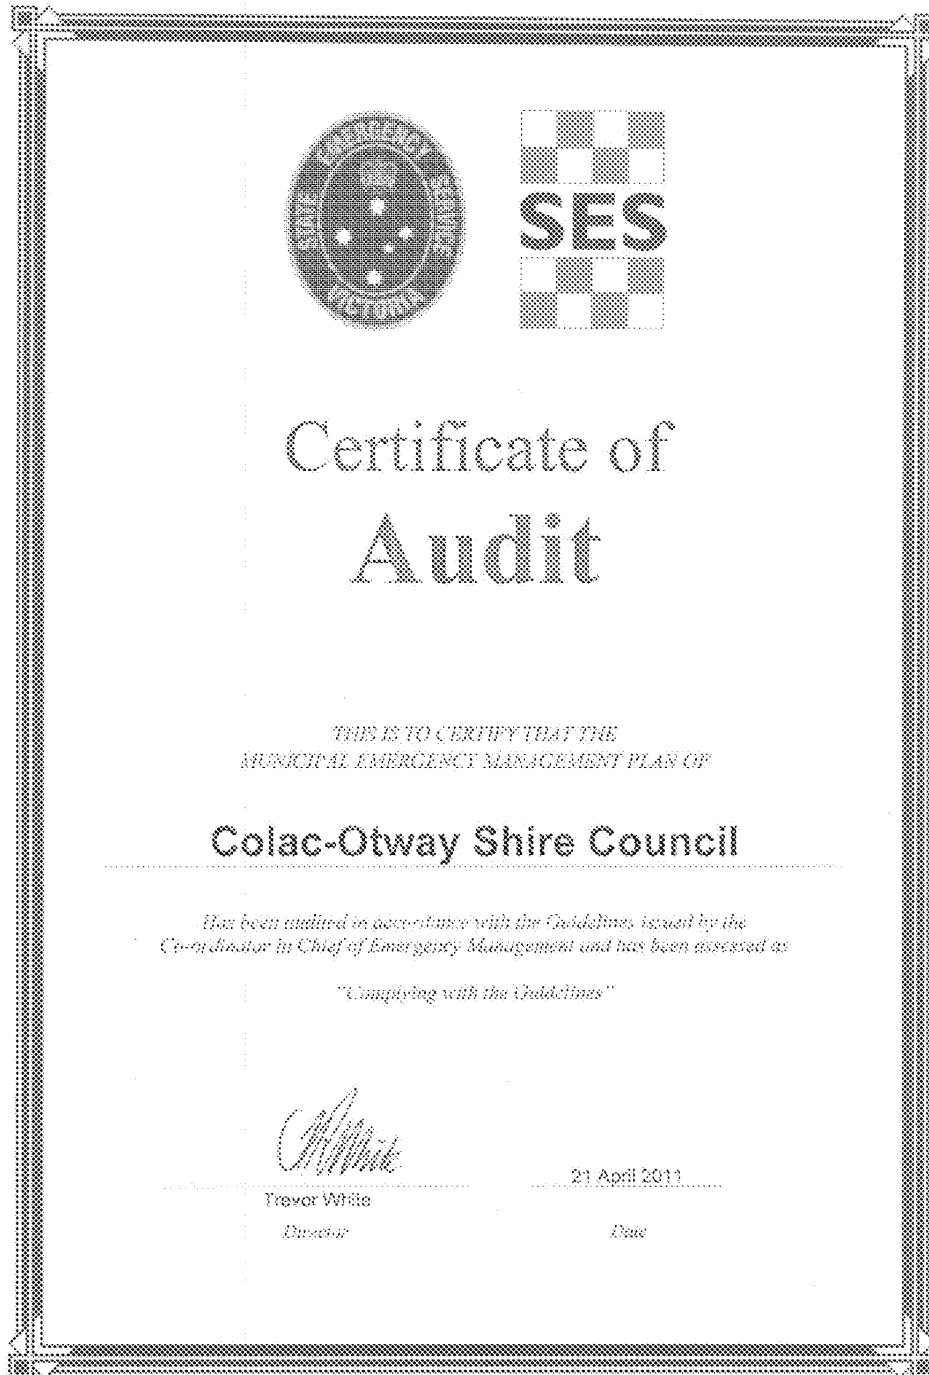 STATE EMERGENCY SERVICE
VICTORIA
SES
Certificate of
Audit
THIS IS TO CERTIFY THAT THE
MUNICIPAL EMERGENCY MANAGEMENT PLAN OF
Colac-Otway Shire Council
Has been audited in accordance with the Guidelines issued by the
Co-ordinator in Chief of Emergency Management and has been assessed as
"Complying with the Guidelines"
21 April 2011
Trevor White
Director
Date